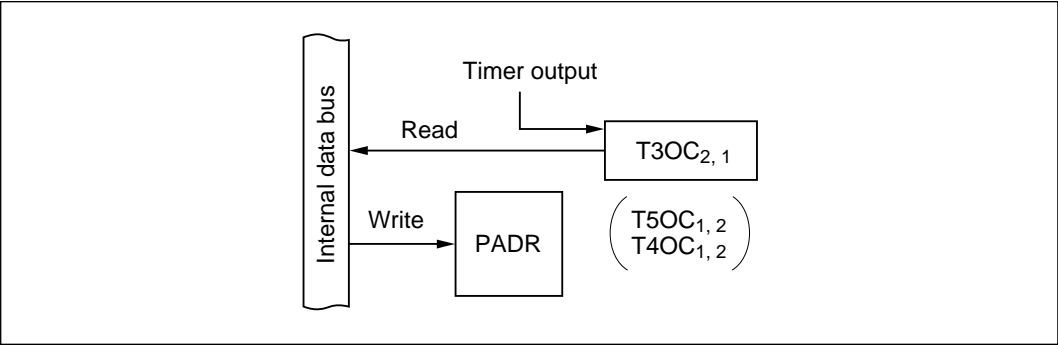 Timer output
Internal data bus
Read
T3OC2, 1
Write
PADR
T5OC1, 2
T4OC1, 2